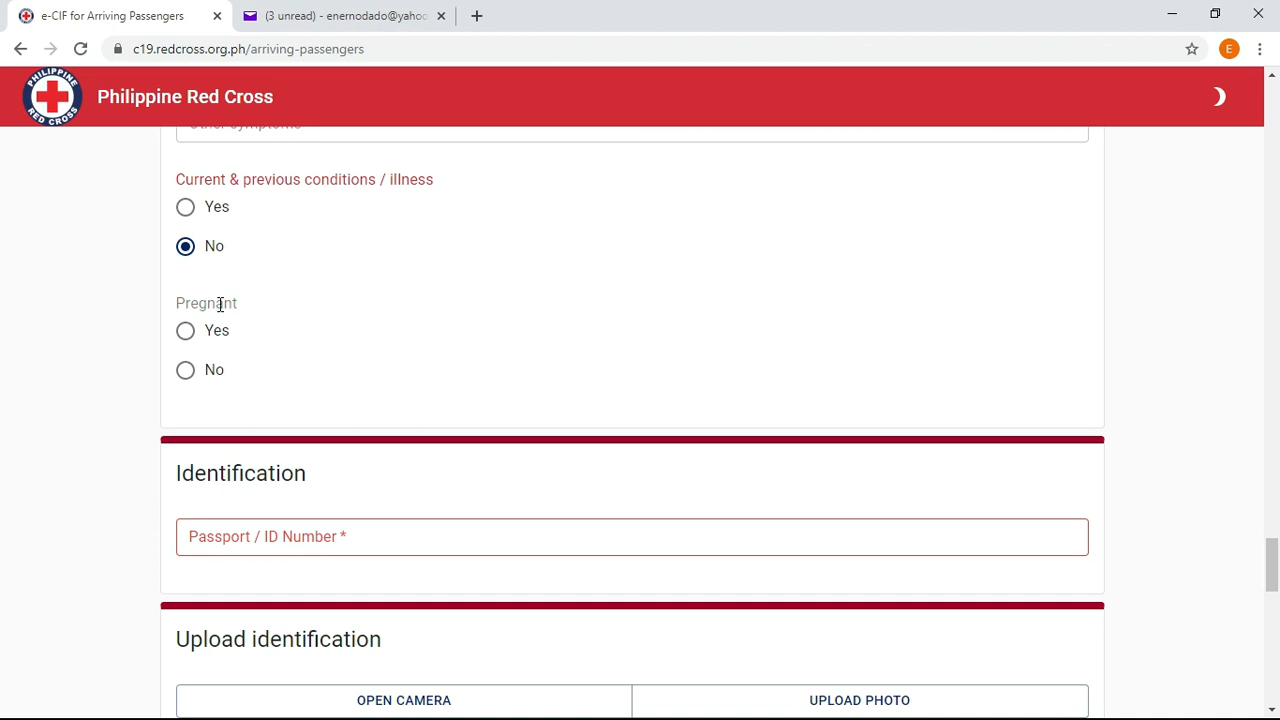 e-CIF for Arriving Passengers
(3 unread) - enernodado@yahoo
c19.redcross.org.ph/arriving-passengers
E
PHILIPPINE RED CROSS
Philippine Red Cross
Other symptoms
Current & previous conditions / illness
Yes
No
Pregnant
Yes
No
Identification
Passport / ID Number *
Upload identification
OPEN CAMERA
UPLOAD PHOTO